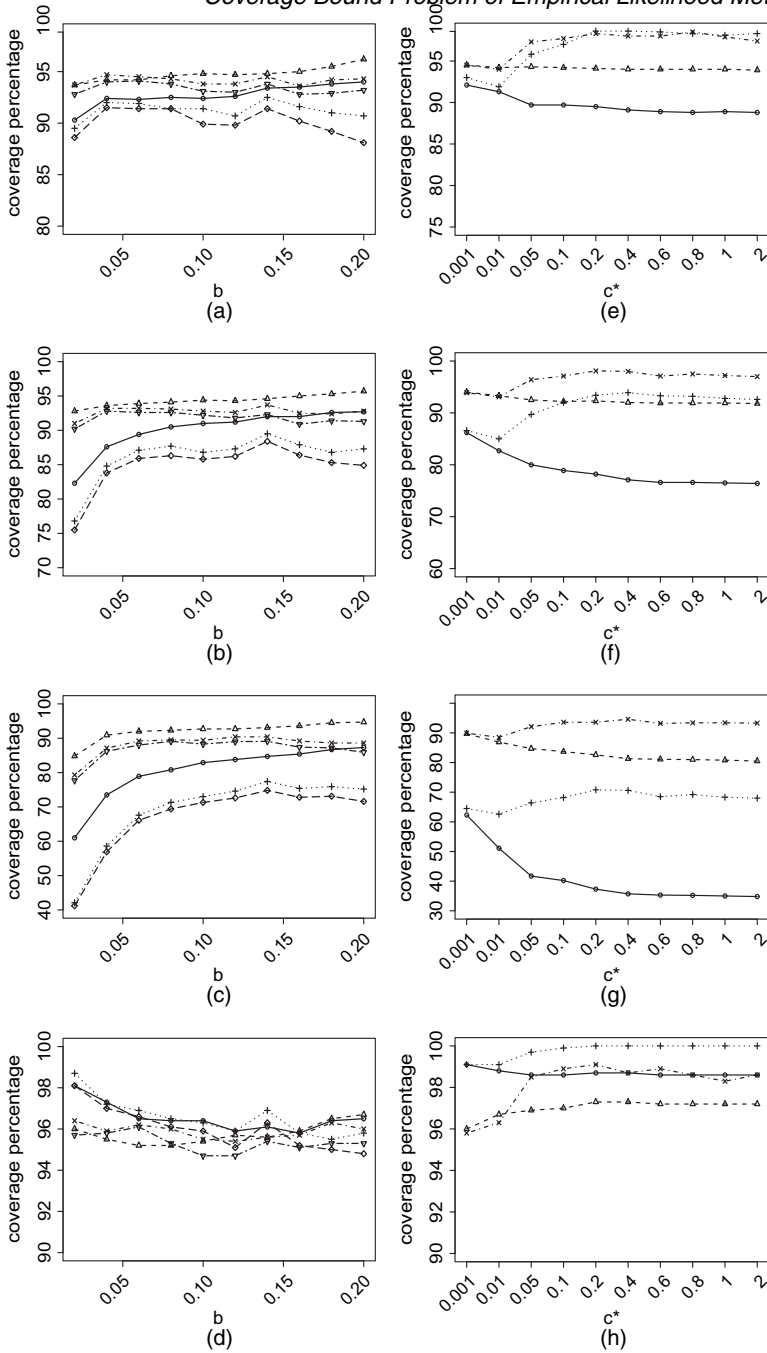 Coverage Bound Problem of Empirical Likelihood Met
coverage percentage
80 85 90 95 100
0.05 0.10 0.15 0.20
b
(a)
coverage percentage
75 80 85 90 95 100
0.001 0.01 0.05 0.1 0.2 0.4 0.6 0.8 1 2
c*
(e)
coverage percentage
70 75 80 85 90 95 100
0.05 0.10 0.15 0.20
b
(b)
coverage percentage
60 70 80 90 100
0.001 0.01 0.05 0.1 0.2 0.4 0.6 0.8 1 2
c*
(f)
coverage percentage
40 50 60 70 80 90 100
0.05 0.10 0.15 0.20
b
(c)
coverage percentage
30 40 50 60 70 80 90
0.001 0.01 0.05 0.1 0.2 0.4 0.6 0.8 1 2
c*
(g)
coverage percentage
90 92 94 96 98 100
0.05 0.10 0.15 0.20
b
(d)
coverage percentage
90 92 94 96 98 100
0.001 0.01 0.05 0.1 0.2 0.4 0.6 0.8 1 2
c*
(h)